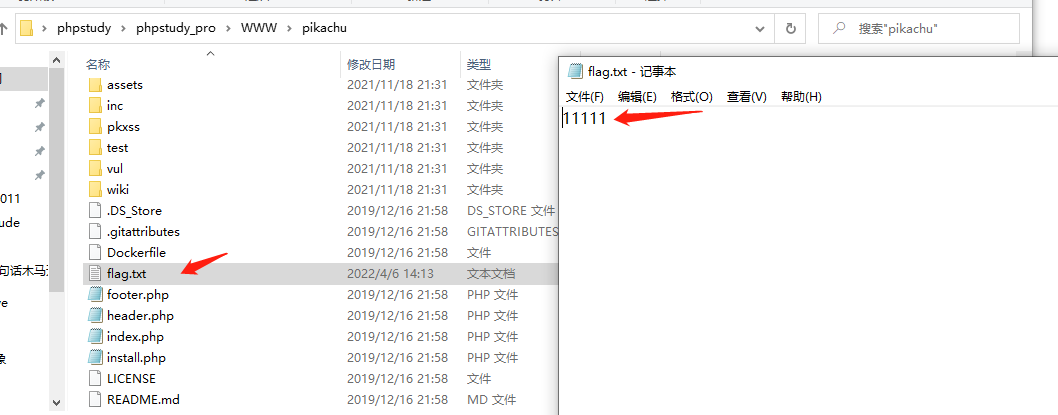 phpstudy > phpstudy_pro > WWW > pikachu
搜索"pikachu"
名称 修改日期 类型
assets 2021/11/18 21:31 文件夹
inc 2021/11/18 21:31 文件夹
pkxss 2021/11/18 21:31 文件夹
test 2021/11/18 21:31 文件夹
vul 2021/11/18 21:31 文件夹
wiki 2021/11/18 21:31 文件夹
.DS_Store 2019/12/16 21:58 DS_STORE 文件
.gitattributes 2019/12/16 21:58 GITATTRIBUTES
Dockerfile 2019/12/16 21:58 文件
flag.txt 2022/4/6 14:13 文本文档
footer.php 2019/12/16 21:58 PHP 文件
header.php 2019/12/16 21:58 PHP 文件
index.php 2019/12/16 21:58 PHP 文件
install.php 2019/12/16 21:58 PHP 文件
LICENSE 2019/12/16 21:58 文件
README.md 2019/12/16 21:58 MD 文件
011
ude
句话木马
ve
象
flag.txt - 记事本
文件(F) 编辑(E) 格式(O) 查看(V) 帮助(H)
11111